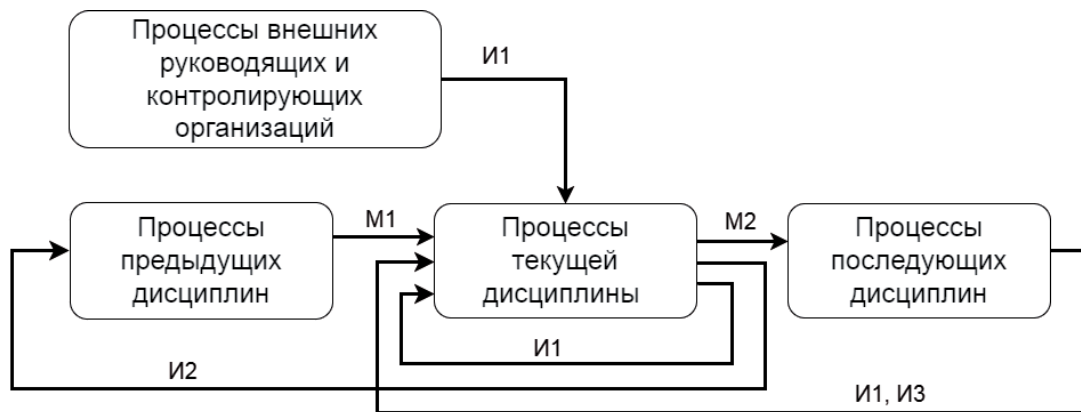 Процессы внешних
руководящих и
контролирующих
организаций
И1
Процессы
предыдущих
дисциплин
М1
Процессы
текущей
дисциплины
М2
Процессы
последующих
дисциплин
И1
И2
И1, И3